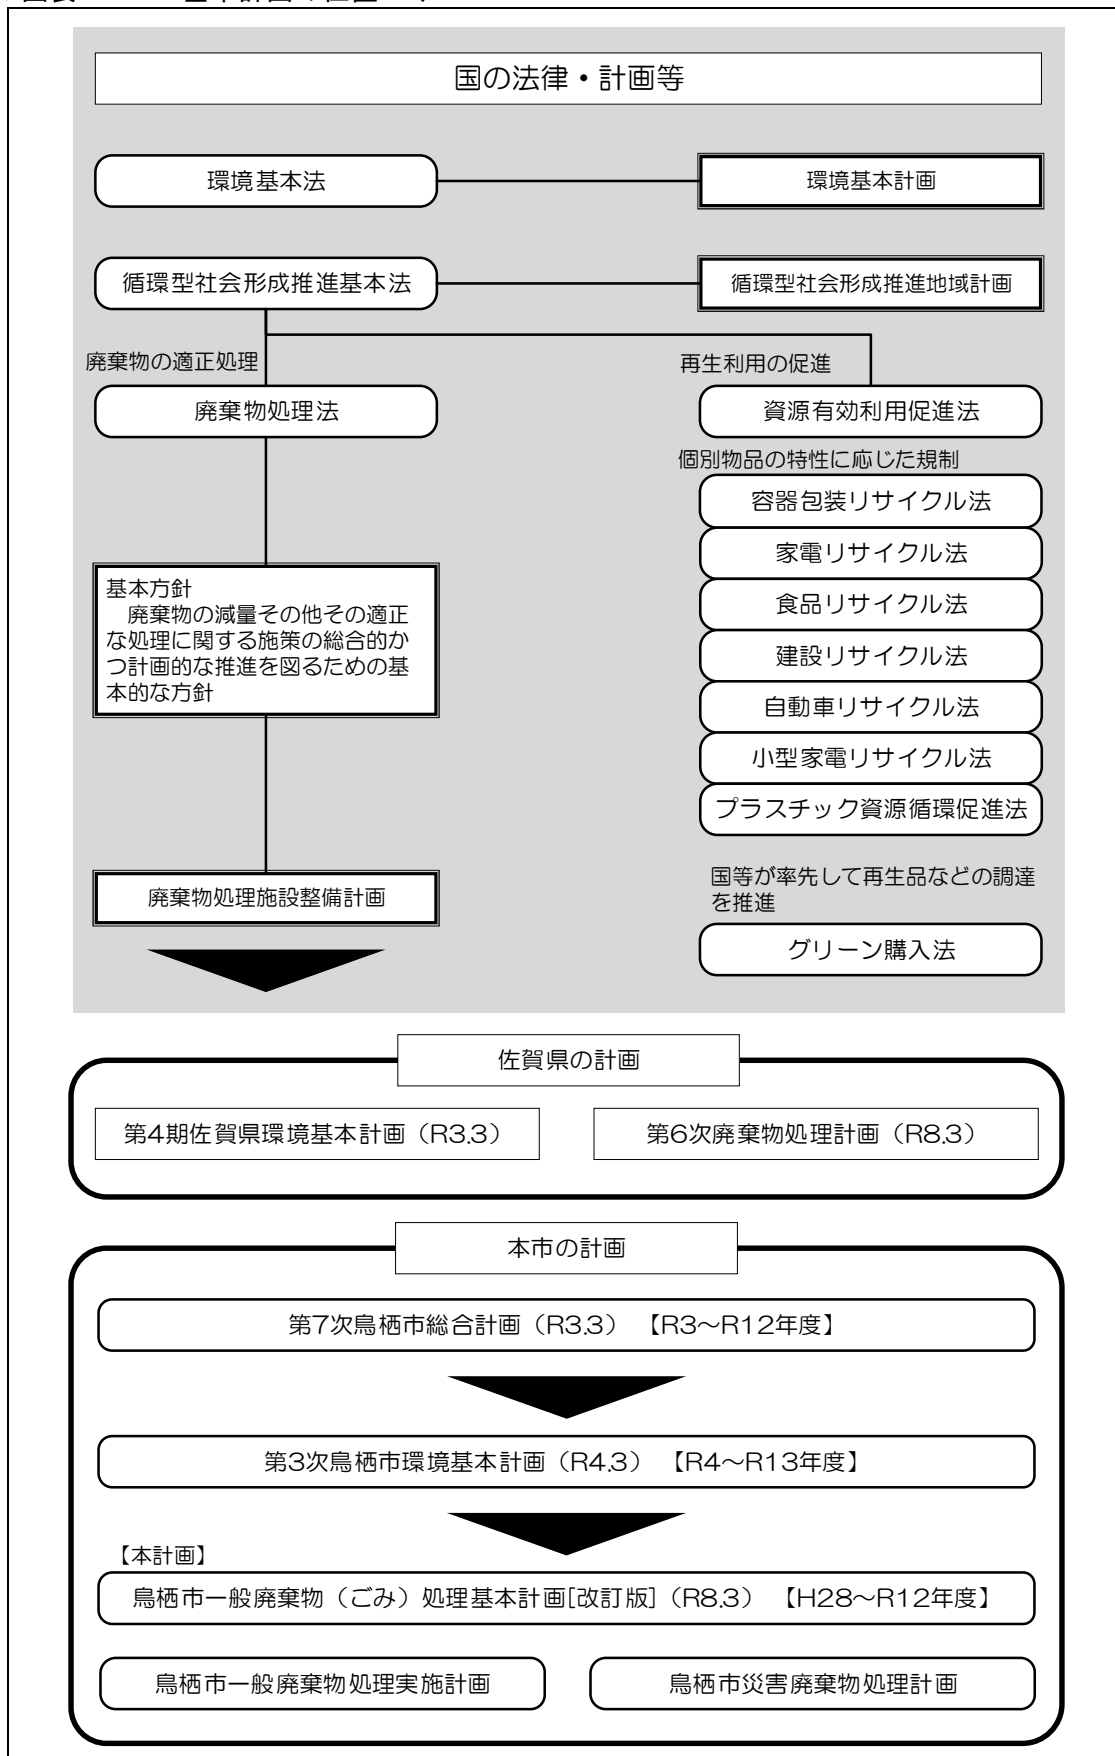 国の法律・計画等
環境基本法
環境基本計画
循環型社会形成推進基本法
循環型社会形成推進地域計画
廃棄物の適正処理
再生利用の促進
廃棄物処理法
資源有効利用促進法
個別物品の特性に応じた規制
容器包装リサイクル法
家電リサイクル法
食品リサイクル法
建設リサイクル法
自動車リサイクル法
小型家電リサイクル法
プラスチック資源循環促進法
基本方針
廃棄物の減量その他その適正
な処理に関する施策の総合的か
つ計画的な推進を図るための基
本的な方針
廃棄物処理施設整備計画
国等が率先して再生品などの調達
を推進
グリーン購入法
佐賀県の計画
第4期佐賀県環境基本計画（R3.3）
第6次廃棄物処理計画（R8.3）
本市の計画
第7次鳥栖市総合計画（R3.3） 【R3～R12年度】
第3次鳥栖市環境基本計画（R4.3） 【R4～R13年度】
【本計画】
鳥栖市一般廃棄物（ごみ）処理基本計画[改訂版]（R8.3） 【H28～R12年度】
鳥栖市一般廃棄物処理実施計画
鳥栖市災害廃棄物処理計画